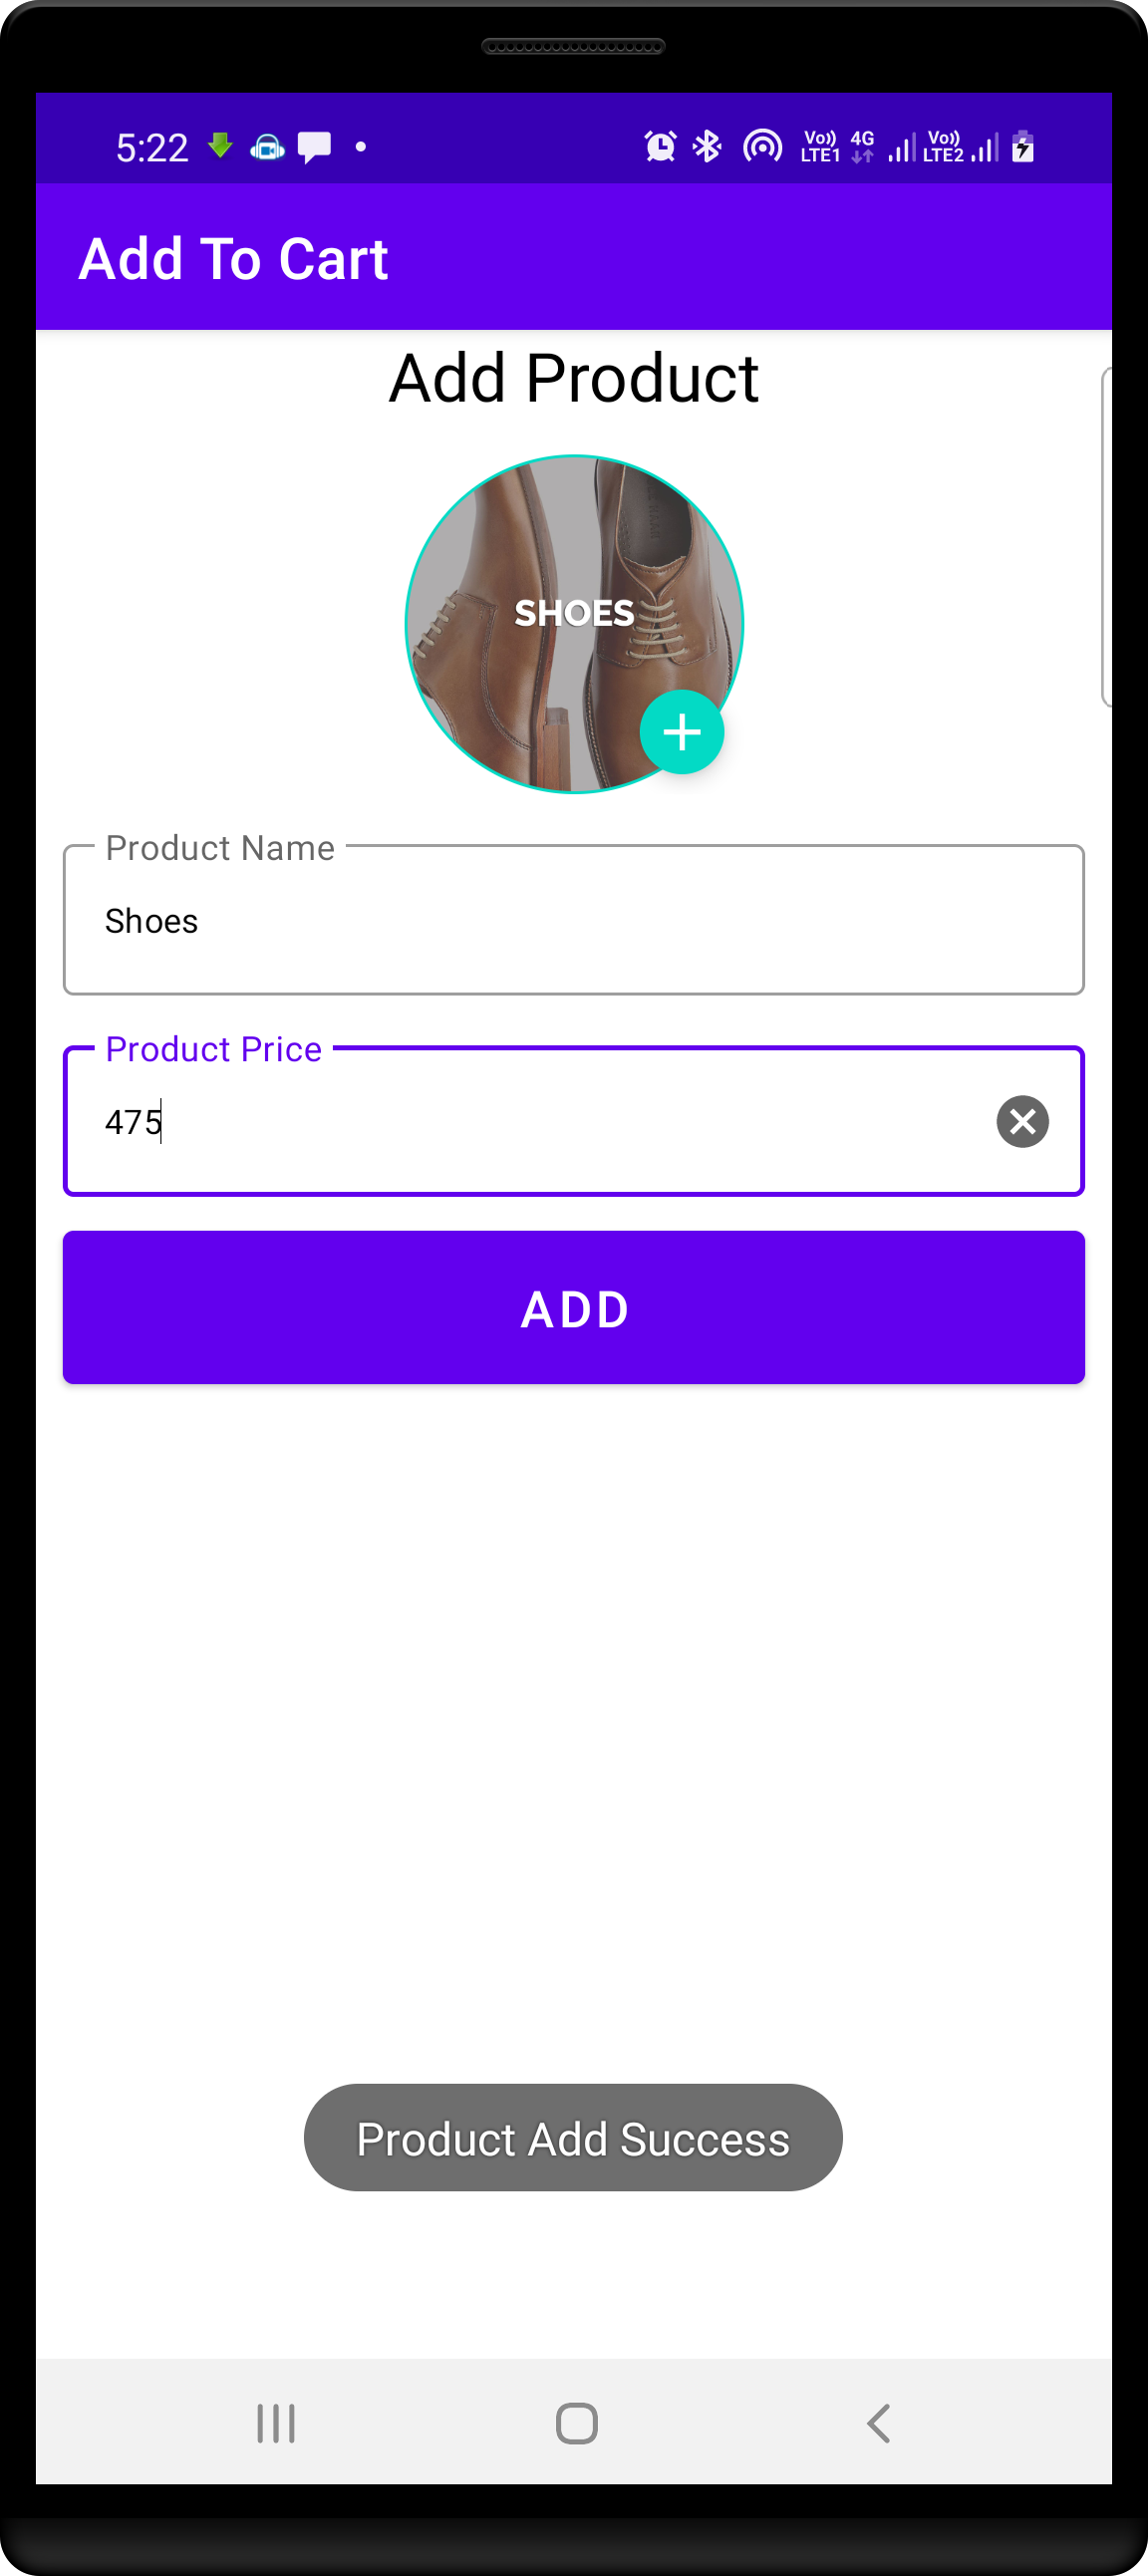 5:22
Vo)) LTE1 4G Vo)) LTE2
Add To Cart
Add Product
SHOES
Product Name
Shoes
Product Price
475
ADD
Product Add Success